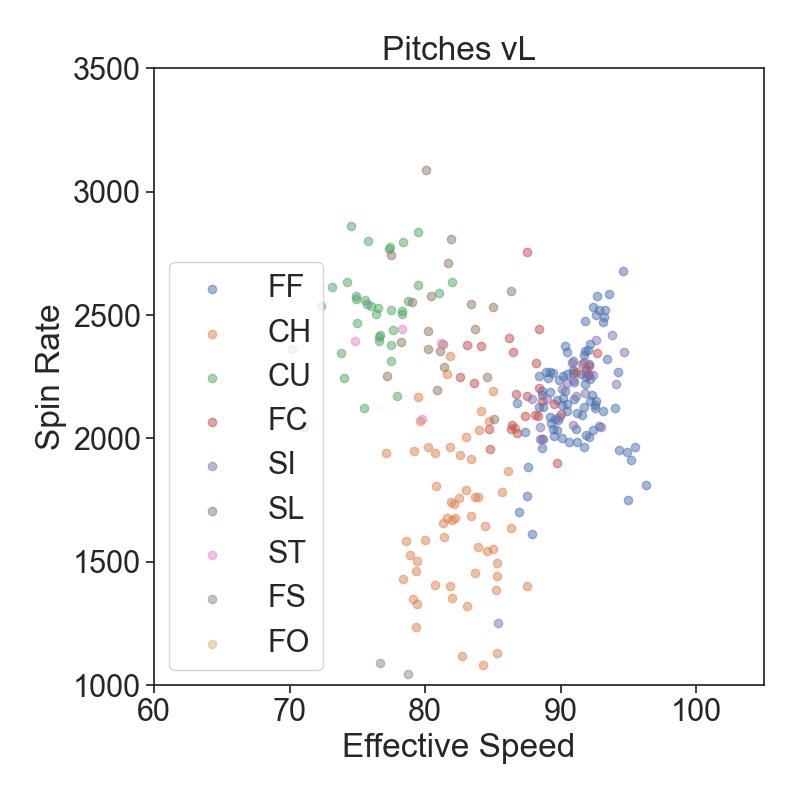 Pitches vL
3500
3000
2500
2000
1500
1000
Spin Rate
FF
CH
CU
FC
SI
SL
ST
FS
FO
60 70 80 90 100
Effective Speed